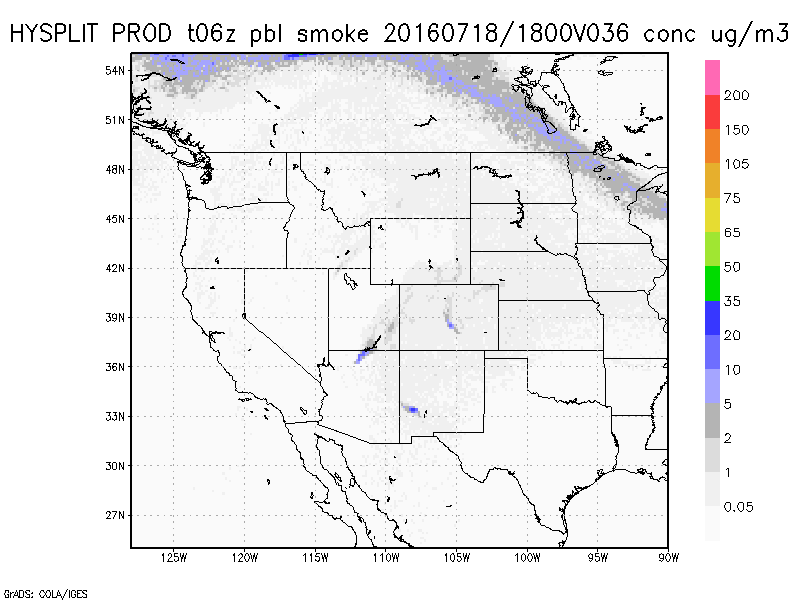 HYSPLIT PROD t06z pbl smoke 20160718/1800V036 conc ug/m3
54N
51N
48N
45N
42N
39N
36N
33N
30N
27N
125W 120W 115W 110W 105W 100W 95W 90W
200
150
105
75
65
50
35
20
10
5
2
1
0.05
GrADS: COLA/IGES